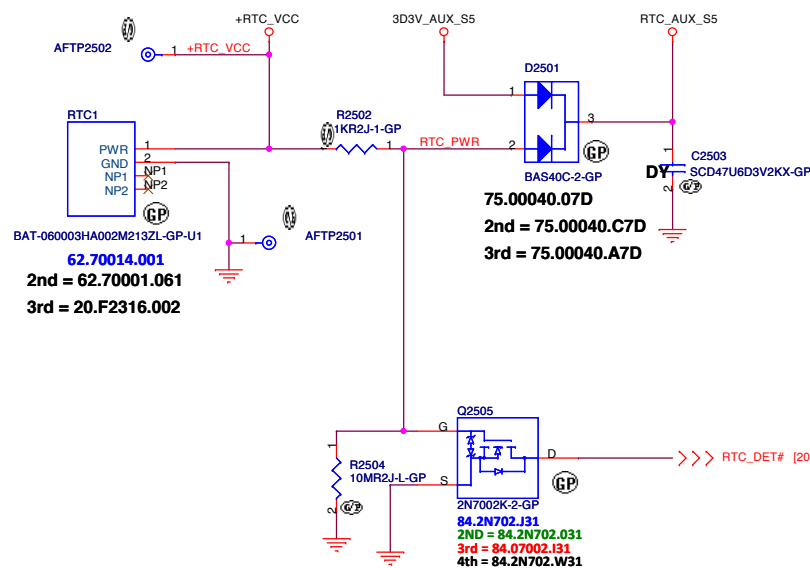 +RTC_VCC
3D3V_AUX_S5
RTC_AUX_S5
AFTP2502
1
+RTC_VCC
D2501
RTC1
R2502
1KR2J-1-GP
PWR
1
GND
2
NP1
NP1
NP2
NP2
GP
BAT-060003HA002M213ZL-GP-U1
62.70014.001
2nd = 62.70001.061
3rd = 20.F2316.002
1
AFTP2501
1
RTC_PWR
1
2
3
GP
BAS40C-2-GP
75.00040.07D
2nd = 75.00040.C7D
3rd = 75.00040.A7D
1
C2503
DY
SCD47U6D3V2KX-GP
2
G/P
Q2505
G
S
D
1
R2504
10MR2J-L-GP
2
G/P
GP
2N7002K-2-GP
84.2N702.J31
2ND = 84.2N702.031
3rd = 84.07002.I31
4th = 84.2N702.W31
RTC_DET# [20